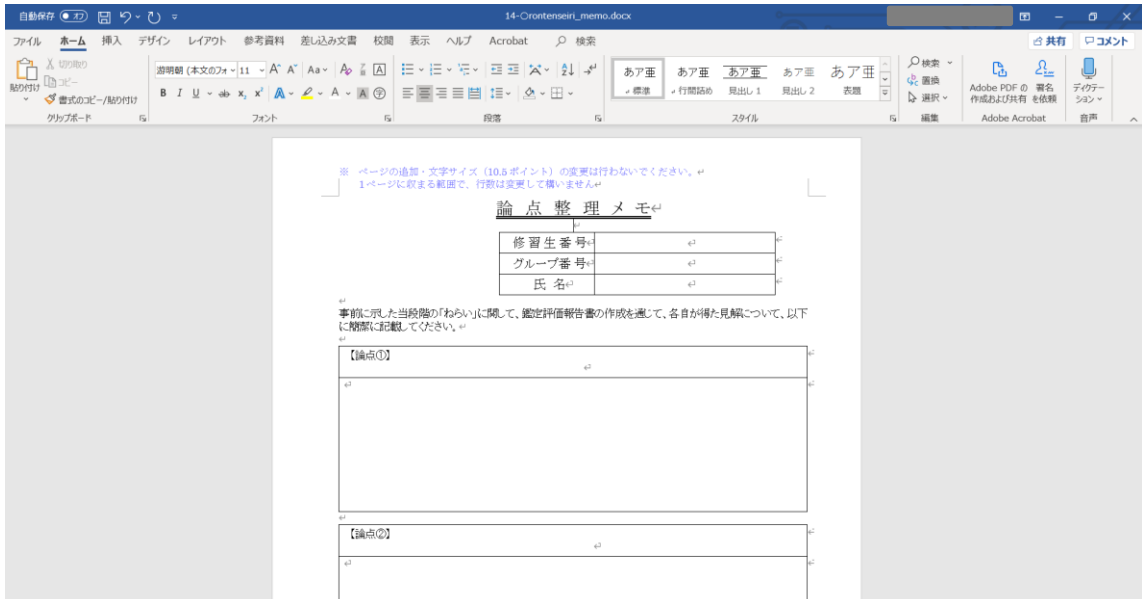 自動保存 オフ 14-○rontenseiri_memo.docx
ファイル ホーム 挿入 デザイン レイアウト 参考資料 差し込み文書 校閲 表示 ヘルプ Acrobat 検索 共有 コメント
貼り付け
切り取り
コピー
書式のコピー/貼り付け
クリップボード
游明朝 (本文のフォ 11 A A Aa A
B I U ab x x A A A
フォント
段落
あア亜 あア亜 あア亜 あア亜 あア亜
標準 行間詰め 見出し 1 見出し 2 表題
スタイル
検索
置換
選択
編集
Adobe PDF の
作成および共有
署名
を依頼
Adobe Acrobat
ディクテー
ション
音声
※ ページの追加・文字サイズ(10.5ポイント)の変更は行わないでください。
1ページに収まる範囲で、行数は変更して構いません
論 点 整 理 メ モ
修習生番号
グループ番号
氏 名
事前に示した当段階の「ねらい」に関して、鑑定評価報告書の作成を通じて、各自が得た見解について、以下
に簡潔に記載してください。
【論点①】
【論点②】